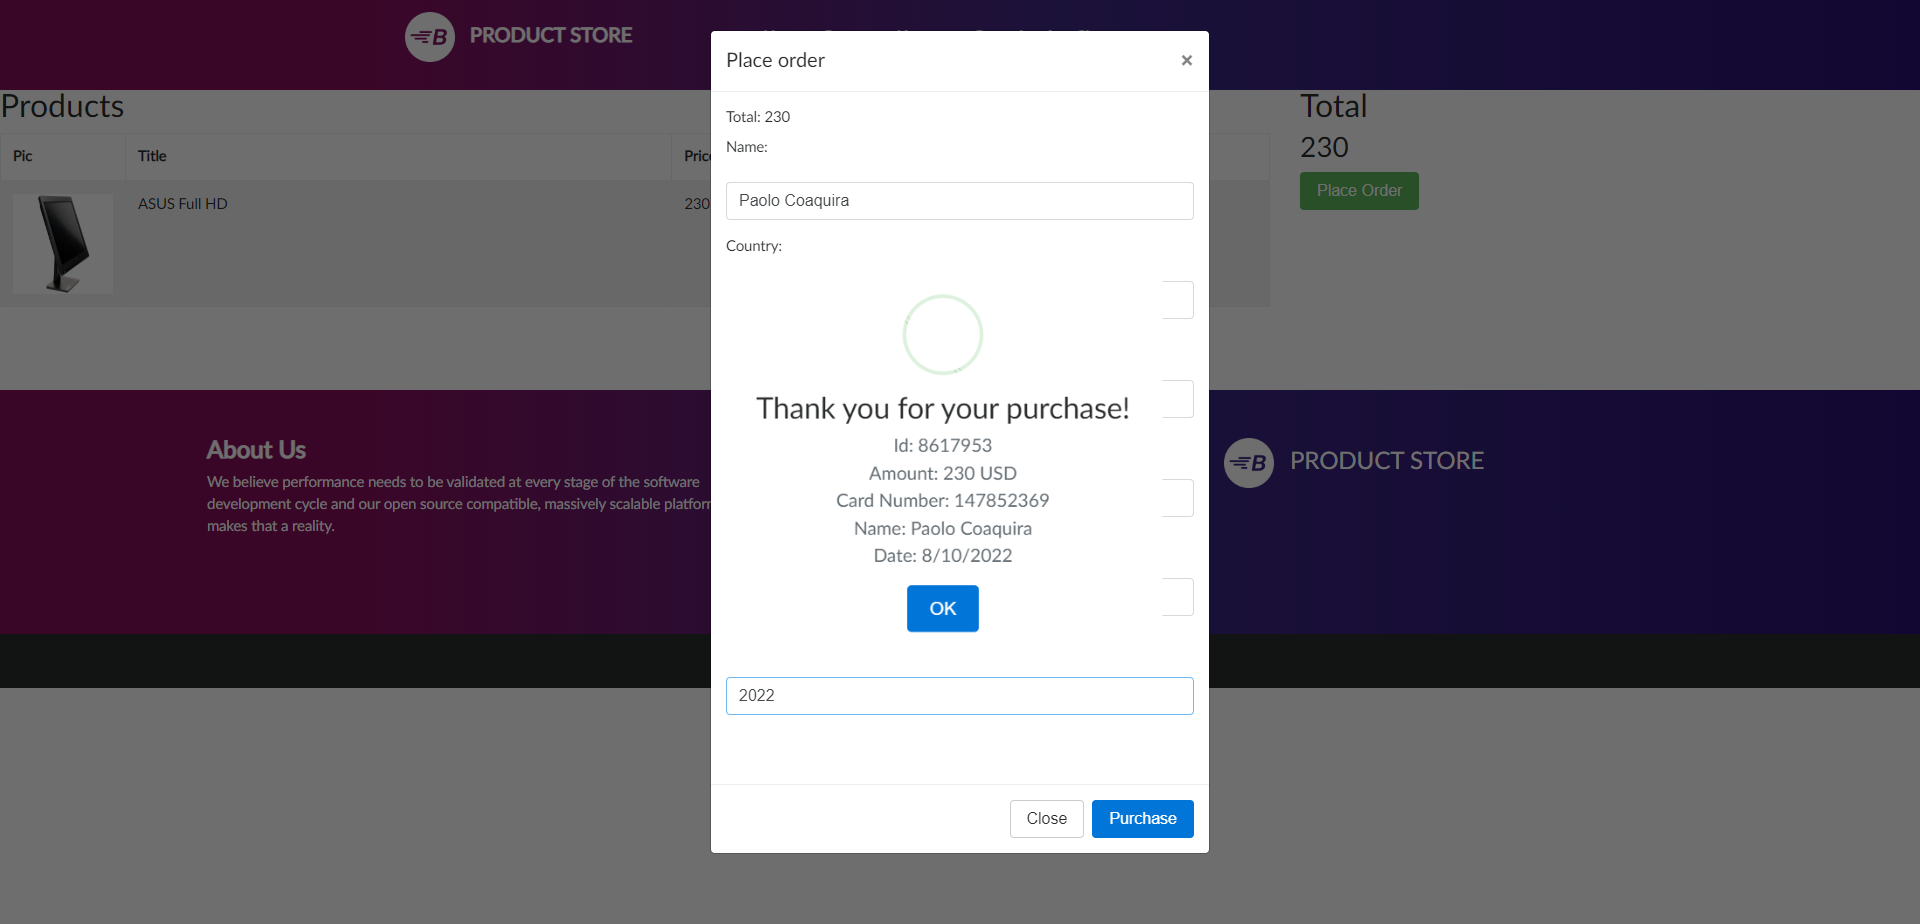 B PRODUCT STORE
Products
Pic Title Pric
ASUS Full HD 230
Total
230
Place Order
Place order ×
Total: 230
Name:
Paolo Coaquira
Country:
Thank you for your purchase!
Id: 8617953
Amount: 230 USD
Card Number: 147852369
Name: Paolo Coaquira
Date: 8/10/2022
OK
2022
Close Purchase
About Us
We believe performance needs to be validated at every stage of the software
development cycle and our open source compatible, massively scalable platfor
makes that a reality.
B PRODUCT STORE